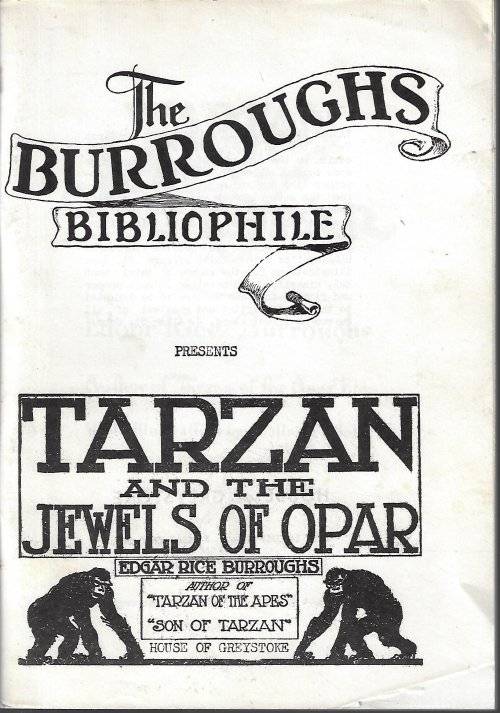 The
BURROUGHS
BIBLIOPHILE
PRESENTS
TARZAN
AND THE
JEWELS OF OPAR
EDGAR RICE BURROUGHS
AUTHOR OF
"TARZAN OF THE APES"
"SON OF TARZAN"
HOUSE OF GREYSTOKE